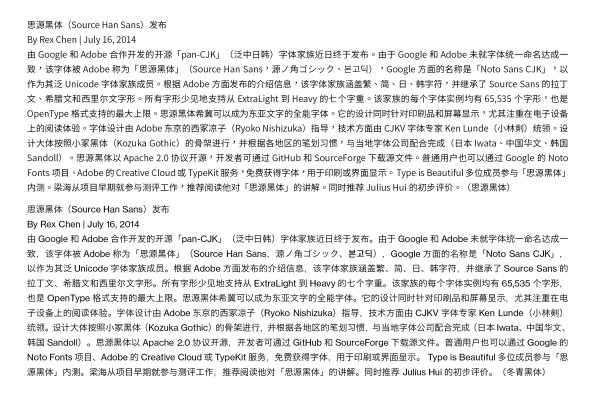 思源黑体（Source Han Sans）发布
By Rex Chen | July 16, 2014
由 Google 和 Adobe 合作开发的开源「pan-CJK」（泛中日韩）字体家族近日终于发布。由于 Google 和 Adobe 未就字体统一命名达成一
致，该字体被 Adobe 称为「思源黑体」（Source Han Sans，源ノ角ゴシック、본고딕），Google 方面的名称是「Noto Sans CJK」，以
作为其泛 Unicode 字体家族成员。根据 Adobe 方面发布的介绍信息，该字体家族涵盖繁、简、日、韩字符，并继承了 Source Sans 的拉丁
文、希腊文和西里尔文字形。所有字形少见地支持从 ExtraLight 到 Heavy 的七个字重。该家族的每个字体实例均有 65,535 个字形，也是
OpenType 格式支持的最大上限。思源黑体希冀可以成为东亚文字的全能字体。它的设计同时针对印刷品和屏幕显示，尤其注重在电子设备
上的阅读体验。字体设计由 Adobe 东京的西冢凉子（Ryoko Nishizuka）指导，技术方面由 CJKV 字体专家 Ken Lunde（小林剣）统领。设
计大体按照小冢黑体（Kozuka Gothic）的骨架进行，并根据各地区的笔划习惯，与当地字体公司配合完成（日本 Iwata、中国华文、韩国
Sandoll）。思源黑体以 Apache 2.0 协议开源，开发者可通过 GitHub 和 SourceForge 下载源文件。普通用户也可以通过 Google 的 Noto
Fonts 项目、Adobe 的 Creative Cloud 或 TypeKit 服务，免费获得字体，用于印刷或界面显示。Type is Beautiful 多位成员参与「思源黑体」
内测。梁海从项目早期就参与测评工作，推荐阅读他对「思源黑体」的讲解。同时推荐 Julius Hui 的初步评价。（思源黑体）
思源黑体（Source Han Sans）发布
By Rex Chen | July 16, 2014
由 Google 和 Adobe 合作开发的开源「pan-CJK」（泛中日韩）字体家族近日终于发布。由于 Google 和 Adobe 未就字体统一命名达成一
致，该字体被 Adobe 称为「思源黑体」（Source Han Sans，源ノ角ゴシック、본고딕），Google 方面的名称是「Noto Sans CJK」，
以作为其泛 Unicode 字体家族成员。根据 Adobe 方面发布的介绍信息，该字体家族涵盖繁、简、日、韩字符，并继承了 Source Sans 的
拉丁文、希腊文和西里尔文字形。所有字形少见地支持从 ExtraLight 到 Heavy 的七个字重。该家族的每个字体实例均有 65,535 个字形，
也是 OpenType 格式支持的最大上限。思源黑体希冀可以成为东亚文字的全能字体。它的设计同时针对印刷品和屏幕显示，尤其注重在电
子设备上的阅读体验。字体设计由 Adobe 东京的西冢凉子（Ryoko Nishizuka）指导，技术方面由 CJKV 字体专家 Ken Lunde（小林剣）
统领。设计大体按照小冢黑体（Kozuka Gothic）的骨架进行，并根据各地区的笔划习惯，与当地字体公司配合完成（日本 Iwata、中国华文、
韩国 Sandoll）。思源黑体以 Apache 2.0 协议开源，开发者可通过 GitHub 和 SourceForge 下载源文件。普通用户也可以通过 Google 的
Noto Fonts 项目、Adobe 的 Creative Cloud 或 TypeKit 服务，免费获得字体，用于印刷或界面显示。 Type is Beautiful 多位成员参与「思
源黑体」内测。梁海从项目早期就参与测评工作，推荐阅读他对「思源黑体」的讲解。同时推荐 Julius Hui 的初步评价。（冬青黑体）